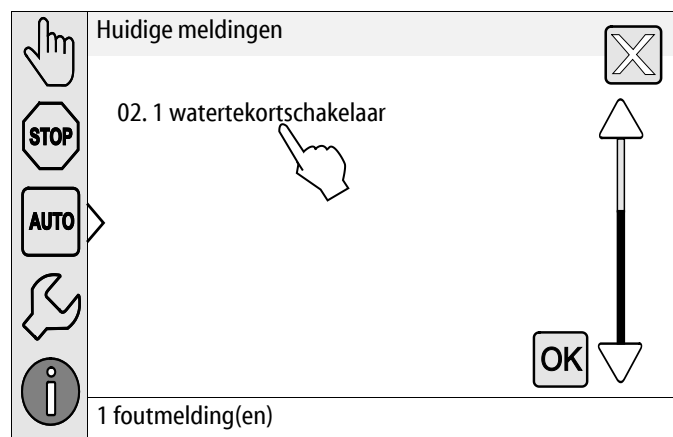 Huidige meldingen
02. 1 watertekortschakelaar
STOP
AUTO
OK
1 foutmelding(en)